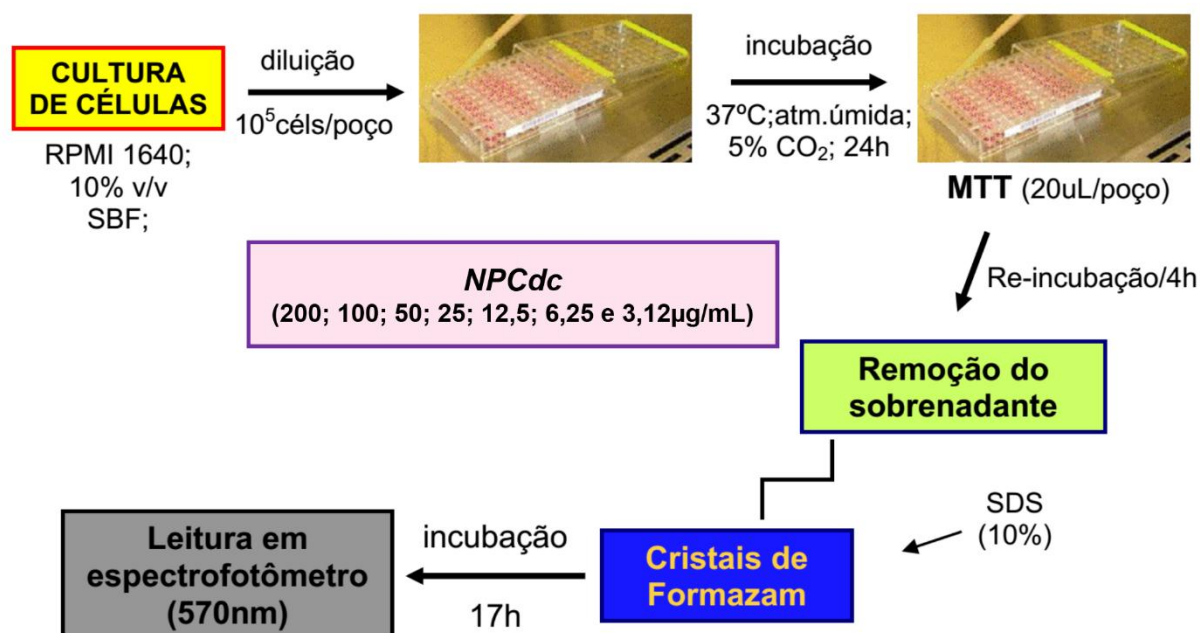 CULTURA
DE CÉLULAS
RPMI 1640;
10% v/v
SBF;
diluição
10⁵céls/poço
incubação
37ºC;atm.úmida;
5% CO₂; 24h
MTT (20uL/poço)
Re-incubação/4h
NPCdc
(200; 100; 50; 25; 12,5; 6,25 e 3,12µg/mL)
Remoção do
sobrenadante
SDS
(10%)
Cristais de
Formazam
incubação
17h
Leitura em
espectrofotômetro
(570nm)